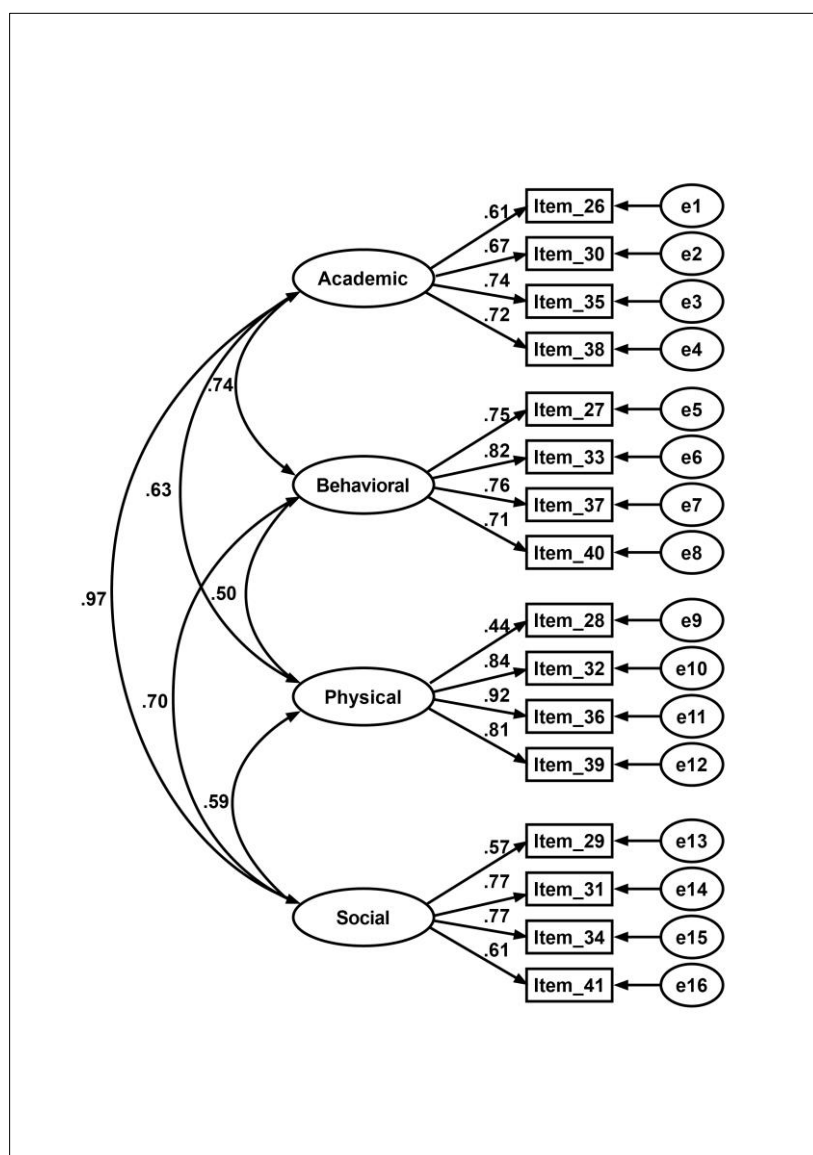 .61
Item_26
e1
.67
Item_30
e2
Academic
.74
Item_35
e3
.72
Item_38
e4
.74
.75
Item_27
e5
.82
Item_33
e6
Behavioral
.76
Item_37
e7
.63
.71
Item_40
e8
.97
.50
.44
Item_28
e9
.84
Item_32
e10
Physical
.92
Item_36
e11
.70
.81
Item_39
e12
.59
.57
Item_29
e13
.77
Item_31
e14
Social
.77
Item_34
e15
.61
Item_41
e16